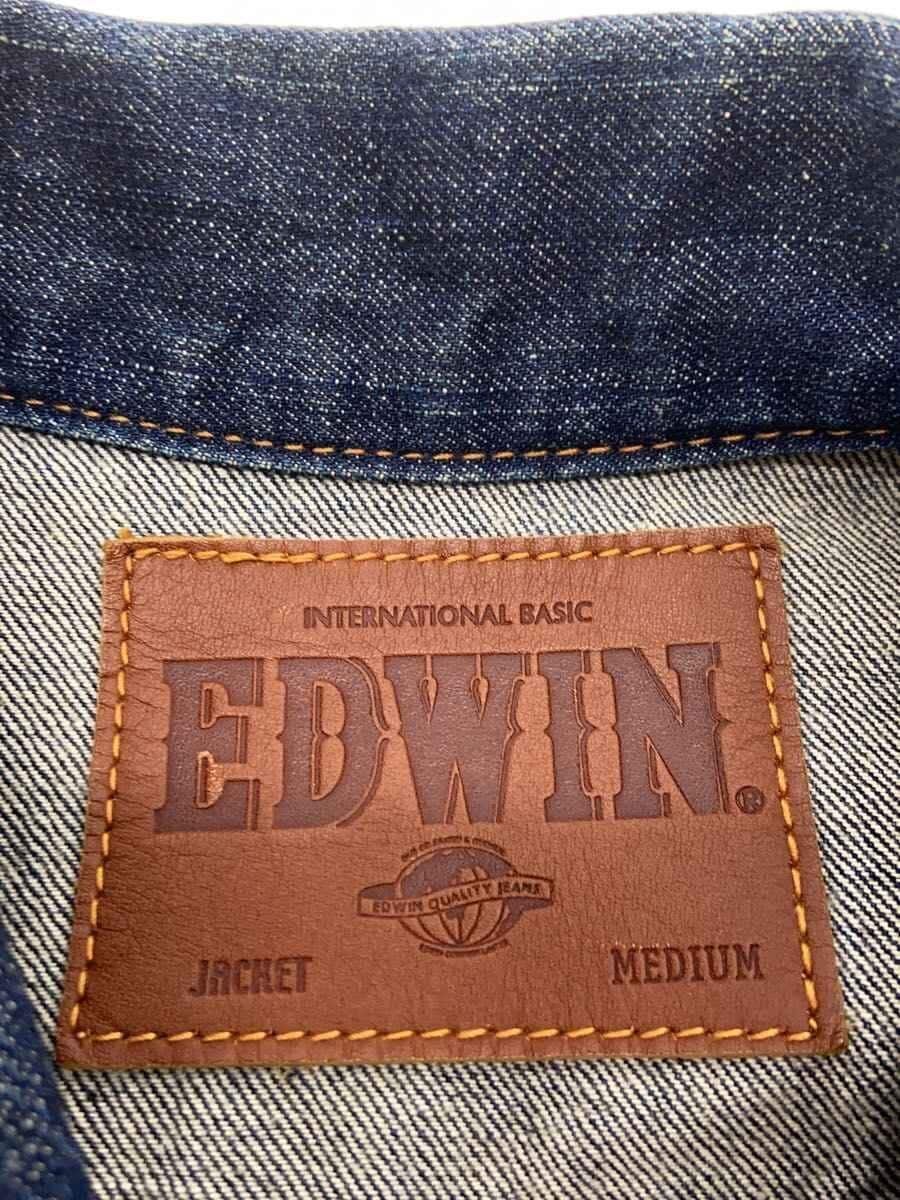 INTERNATIONAL BASIC
EDWIN®
EDWIN QUALITY JEANS
JACKET
MEDIUM